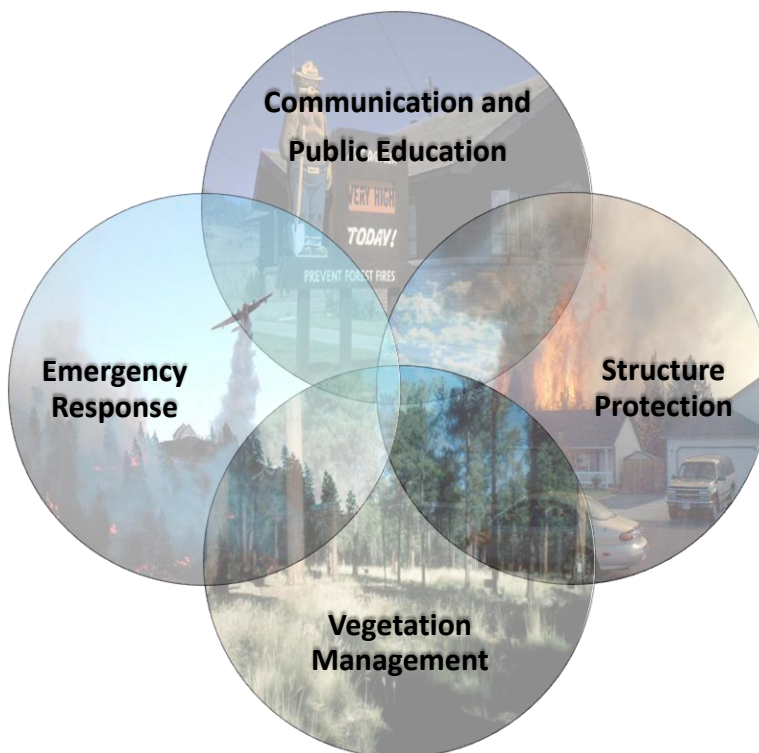 Communication and
Public Education
VERY HIGH
TODAY!
PREVENT FOREST FIRES
Emergency
Response
Structure
Protection
Vegetation
Management